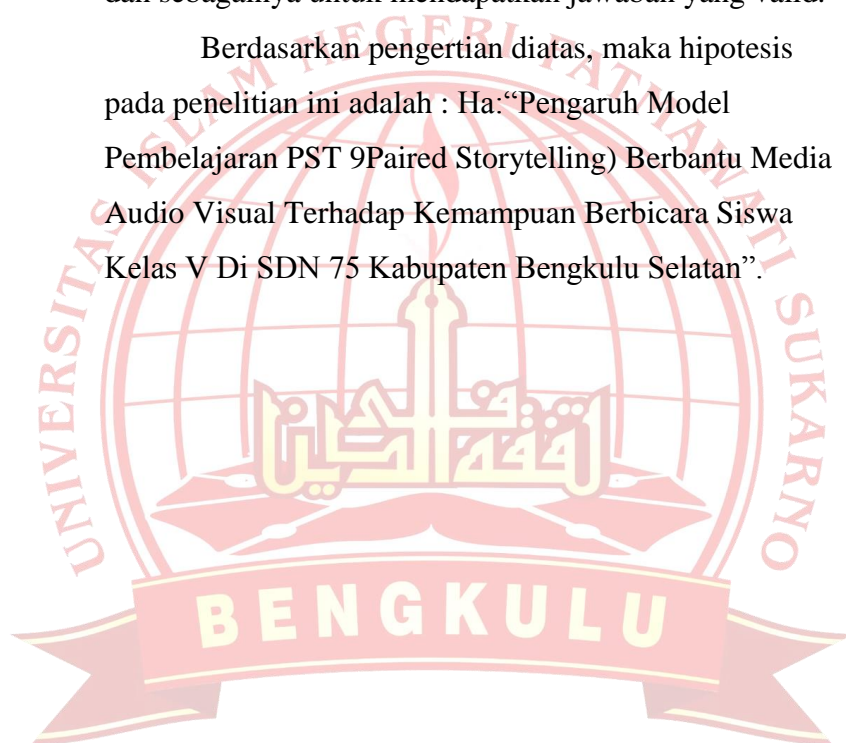 dan sebagainya untuk mendapatkan jawaban yang valid.
Berdasarkan pengertian diatas, maka hipotesis
pada penelitian ini adalah : Ha:“Pengaruh Model
Pembelajaran PST 9Paired Storytelling) Berbantu Media
Audio Visual Terhadap Kemampuan Berbicara Siswa
Kelas V Di SDN 75 Kabupaten Bengkulu Selatan”.
UNIVERSITAS ISLAM NEGERI FATMAWATI SUKARNO
BENGKULU